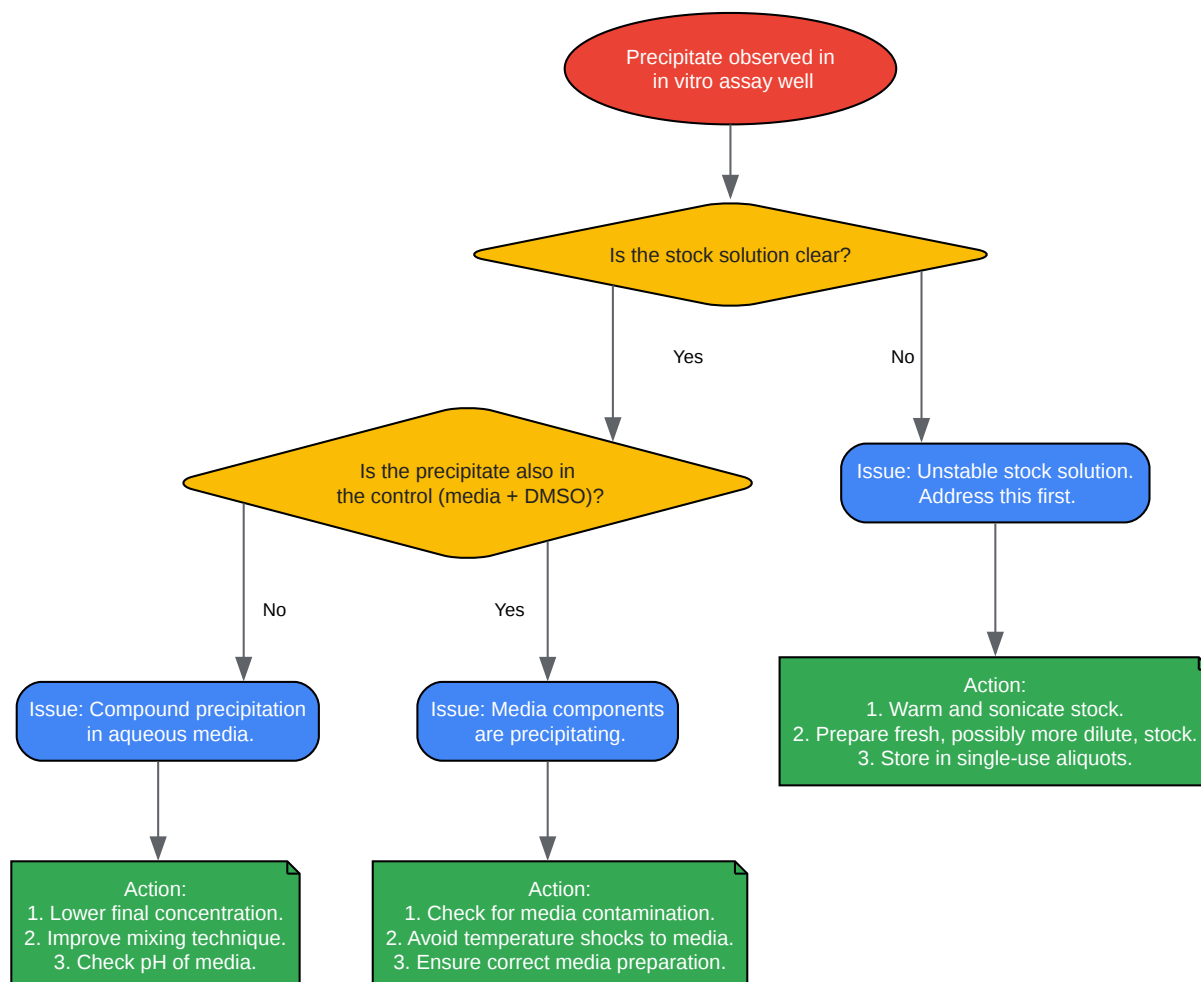 Precipitate observed in
in vitro assay well
Is the stock solution clear?
Yes
No
Is the precipitate also in
the control (media + DMSO)?
Issue: Unstable stock solution.
Address this first.
No
Yes
Issue: Compound precipitation
in aqueous media.
Issue: Media components
are precipitating.
Action:
1. Warm and sonicate stock.
2. Prepare fresh, possibly more dilute, stock.
3. Store in single-use aliquots.
Action:
1. Lower final concentration.
2. Improve mixing technique.
3. Check pH of media.
Action:
1. Check for media contamination.
2. Avoid temperature shocks to media.
3. Ensure correct media preparation.